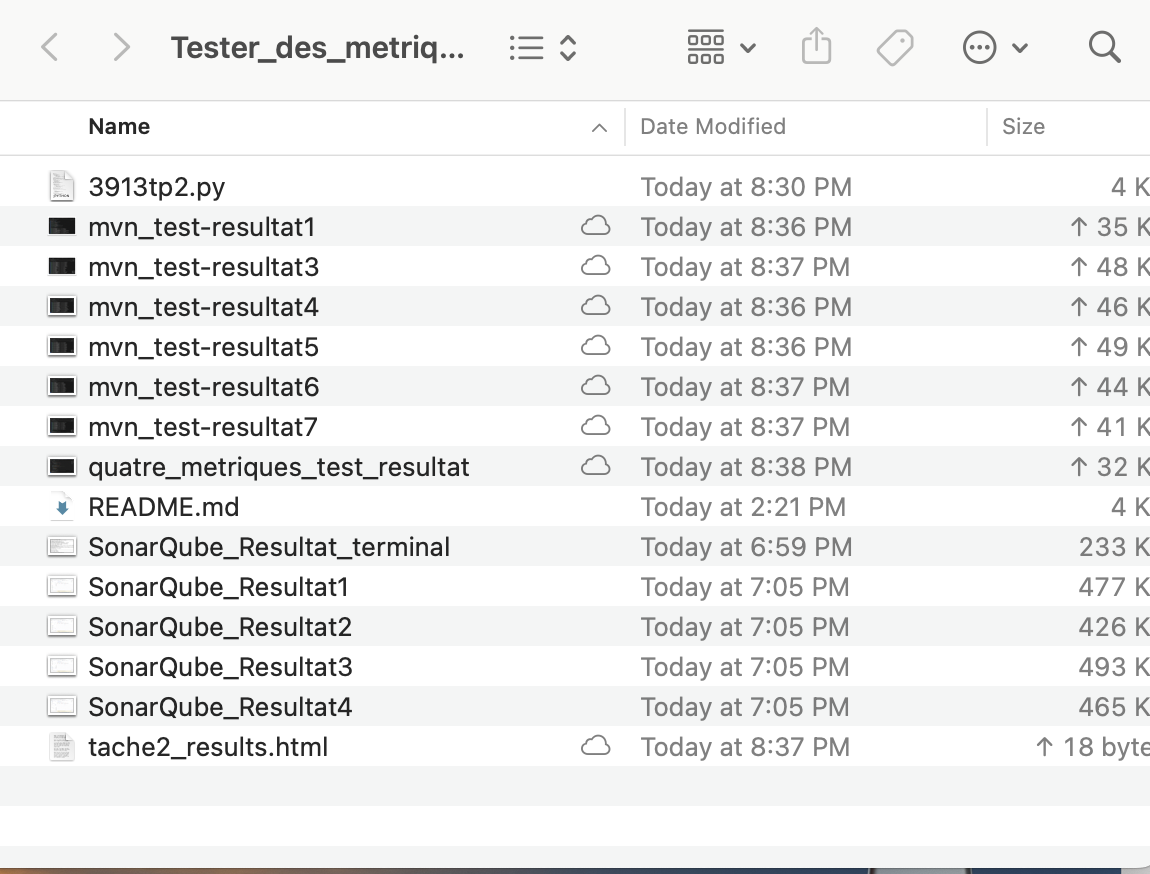 Tester_des_metriq...
Name Date Modified Size
3913tp2.py Today at 8:30 PM 4 K
mvn_test-resultat1 Today at 8:36 PM ↑ 35 K
mvn_test-resultat3 Today at 8:37 PM ↑ 48 K
mvn_test-resultat4 Today at 8:36 PM ↑ 46 K
mvn_test-resultat5 Today at 8:36 PM ↑ 49 K
mvn_test-resultat6 Today at 8:37 PM ↑ 44 K
mvn_test-resultat7 Today at 8:37 PM ↑ 41 K
quatre_metriques_test_resultat Today at 8:38 PM ↑ 32 K
README.md Today at 2:21 PM 4 K
SonarQube_Resultat_terminal Today at 6:59 PM 233 K
SonarQube_Resultat1 Today at 7:05 PM 477 K
SonarQube_Resultat2 Today at 7:05 PM 426 K
SonarQube_Resultat3 Today at 7:05 PM 493 K
SonarQube_Resultat4 Today at 7:05 PM 465 K
tache2_results.html Today at 8:37 PM ↑ 18 byte